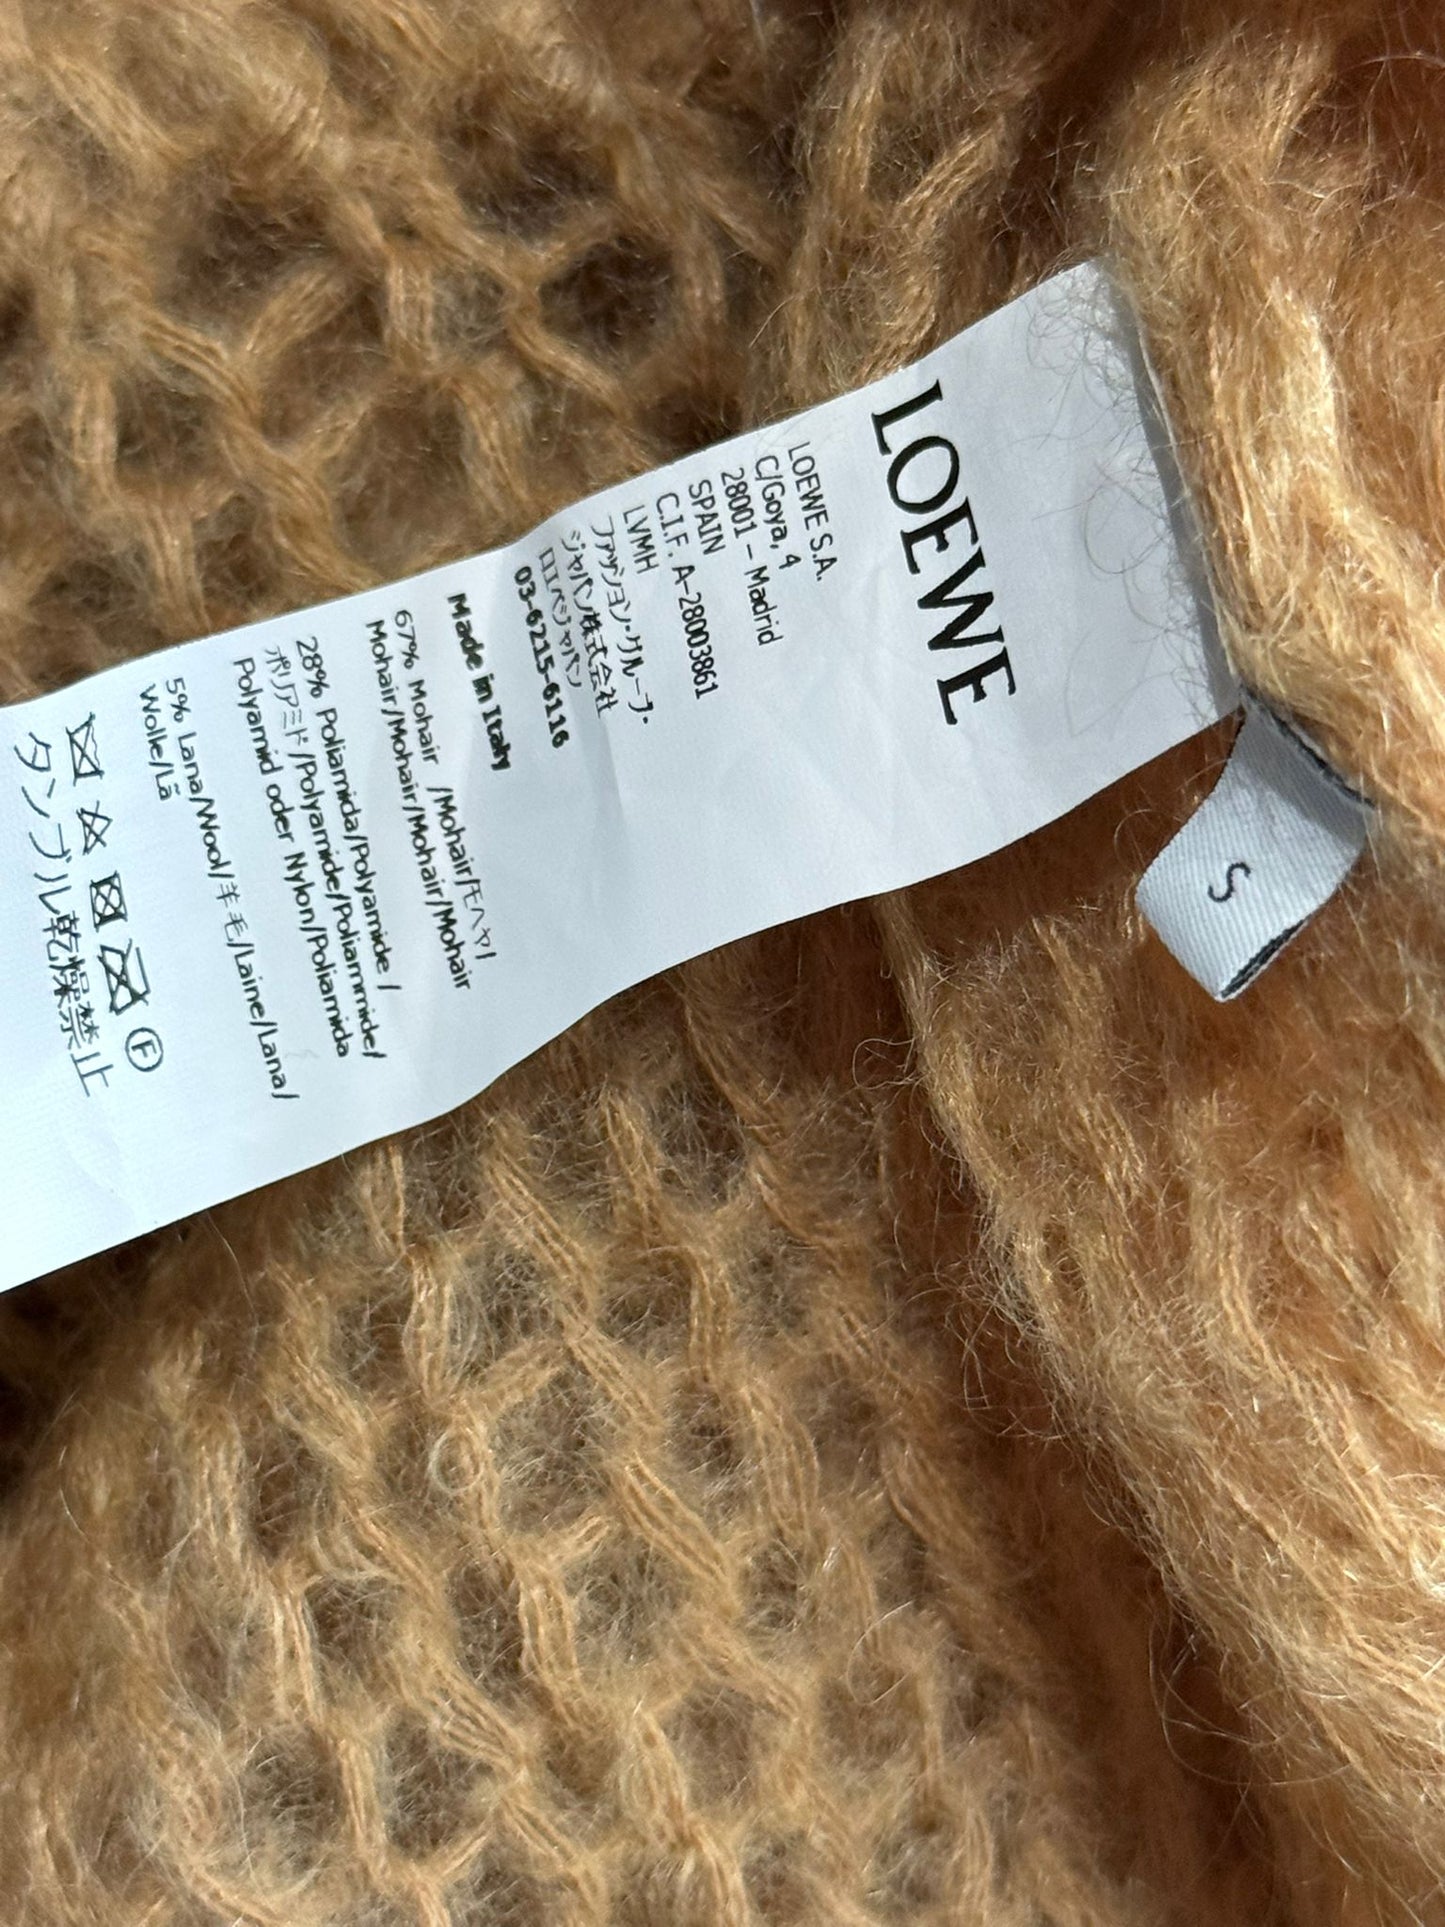 LOEWE
LOEWE S.A.
C/Goya, 4
28001 – Madrid
SPAIN
C.I.F. A-28003861
LVMH
ファッション・グループ・
ジャパン株式会社
ロエベジャパン
03-6215-6116
Made in Italy
67% Mohair /Mohair/モヘヤ/
Mohair/Mohair/Mohair/Mohair
28% Poliamida/Polyamide /
ポリアミド/Polyamide/Poliammide/
Polyamid oder Nylon/Poliamida
5% Lana/Wool/羊毛/Laine/Lana/
Wolle/Lã
F
タンブル乾燥禁止
S